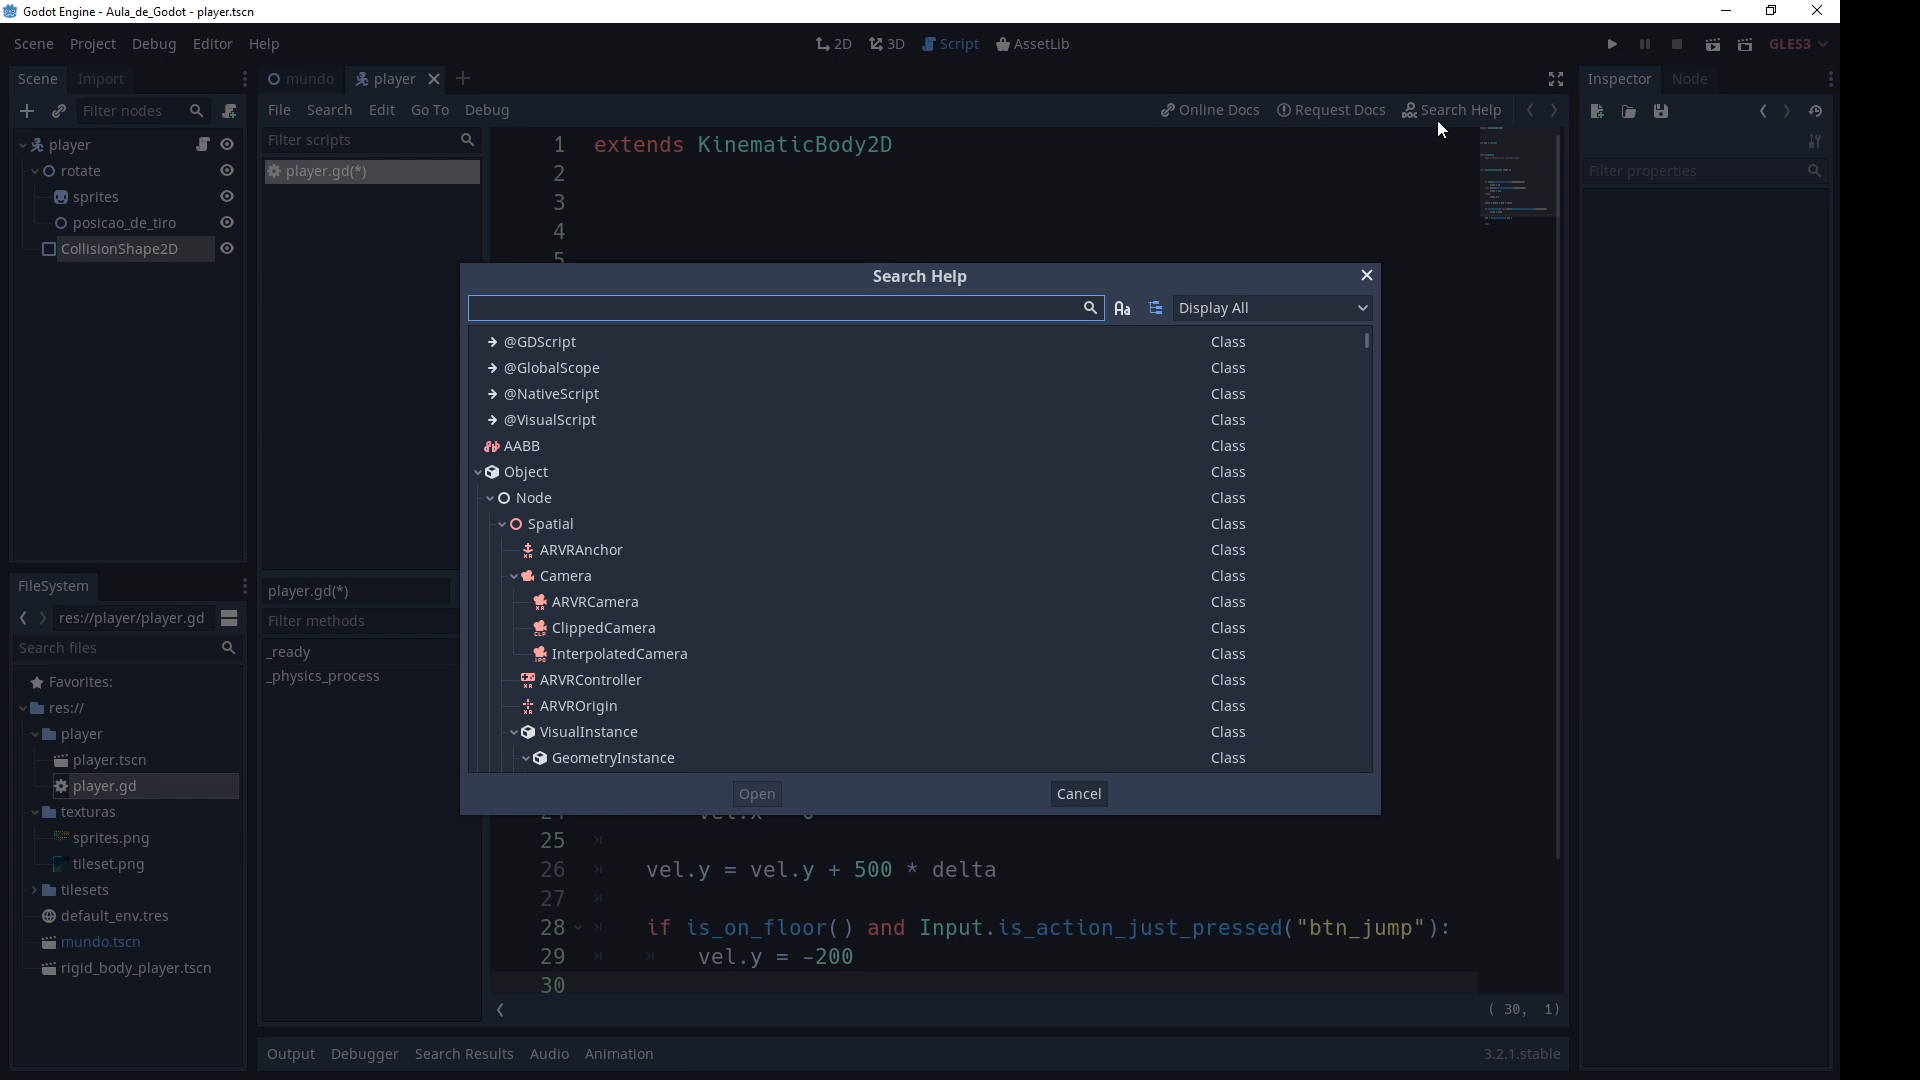 Godot Engine - Aula_de_Godot - player.tscn
Scene Project Debug Editor Help
2D 3D Script AssetLib
GLES3
Scene Import
mundo player
Inspector Node
Filter nodes
File Search Edit Go To Debug
Online Docs Request Docs Search Help
Filter scripts
player.gd(*)
Filter properties
player
rotate
sprites
posicao_de_tiro
CollisionShape2D
1 extends KinematicBody2D
2
3
4
5
Search Help
Display All
@GDScript Class
@GlobalScope Class
@NativeScript Class
@VisualScript Class
AABB Class
Object Class
Node Class
Spatial Class
ARVRAnchor Class
Camera Class
ARVRCamera Class
ClippedCamera Class
InterpolatedCamera Class
ARVRController Class
ARVROrigin Class
VisualInstance Class
GeometryInstance Class
Open Cancel
player.gd(*)
Filter methods
_ready
_physics_process
FileSystem
res://player/player.gd
Search files
Favorites:
res://
player
player.tscn
player.gd
texturas
sprites.png
tileset.png
tilesets
default_env.tres
mundo.tscn
rigid_body_player.tscn
24 vel.x = 0
25
26 vel.y = vel.y + 500 * delta
27
28 if is_on_floor() and Input.is_action_just_pressed("btn_jump"):
29 vel.y = -200
30
( 30, 1)
Output Debugger Search Results Audio Animation
3.2.1.stable